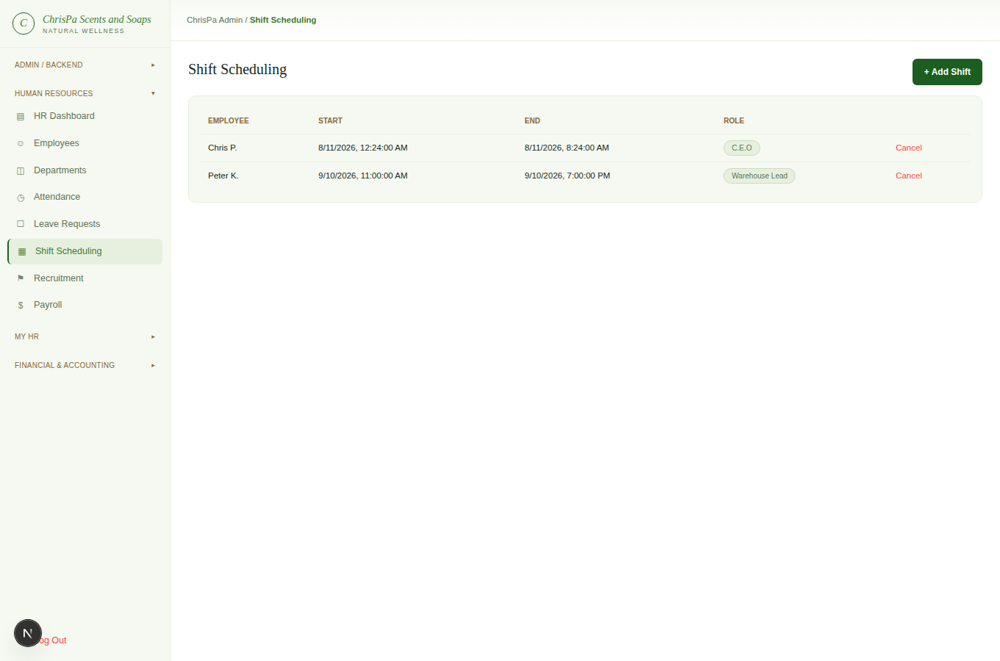 C
ChrisPa Scents and Soaps
NATURAL WELLNESS
ChrisPa Admin / Shift Scheduling
ADMIN / BACKEND
HUMAN RESOURCES
HR Dashboard
Employees
Departments
Attendance
Leave Requests
Shift Scheduling
Recruitment
$ Payroll
MY HR
FINANCIAL & ACCOUNTING
N
og Out
Shift Scheduling
+ Add Shift
EMPLOYEE START END ROLE
Chris P. 8/11/2026, 12:24:00 AM 8/11/2026, 8:24:00 AM C.E.O Cancel
Peter K. 9/10/2026, 11:00:00 AM 9/10/2026, 7:00:00 PM Warehouse Lead Cancel